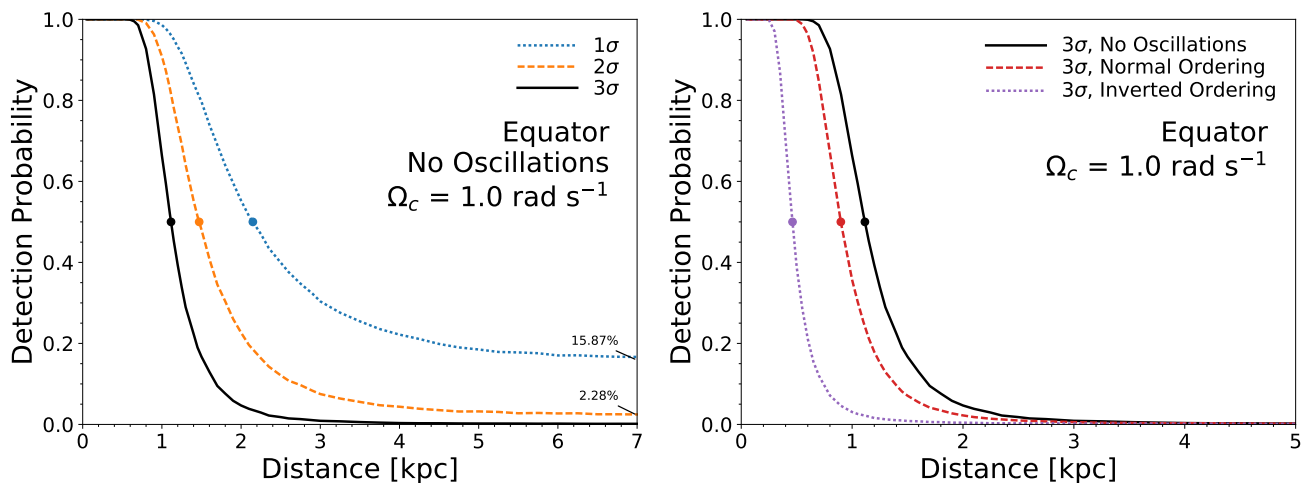 1.0
0.8
0.6
0.4
0.2
0.0
Detection Probability
1σ
2σ
3σ
Equator
No Oscillations
Ω_c = 1.0 rad s⁻¹
15.87%
2.28%
0 1 2 3 4 5 6 7
Distance [kpc]
1.0
0.8
0.6
0.4
0.2
0.0
Detection Probability
3σ, No Oscillations
3σ, Normal Ordering
3σ, Inverted Ordering
Equator
Ω_c = 1.0 rad s⁻¹
0 1 2 3 4 5
Distance [kpc]